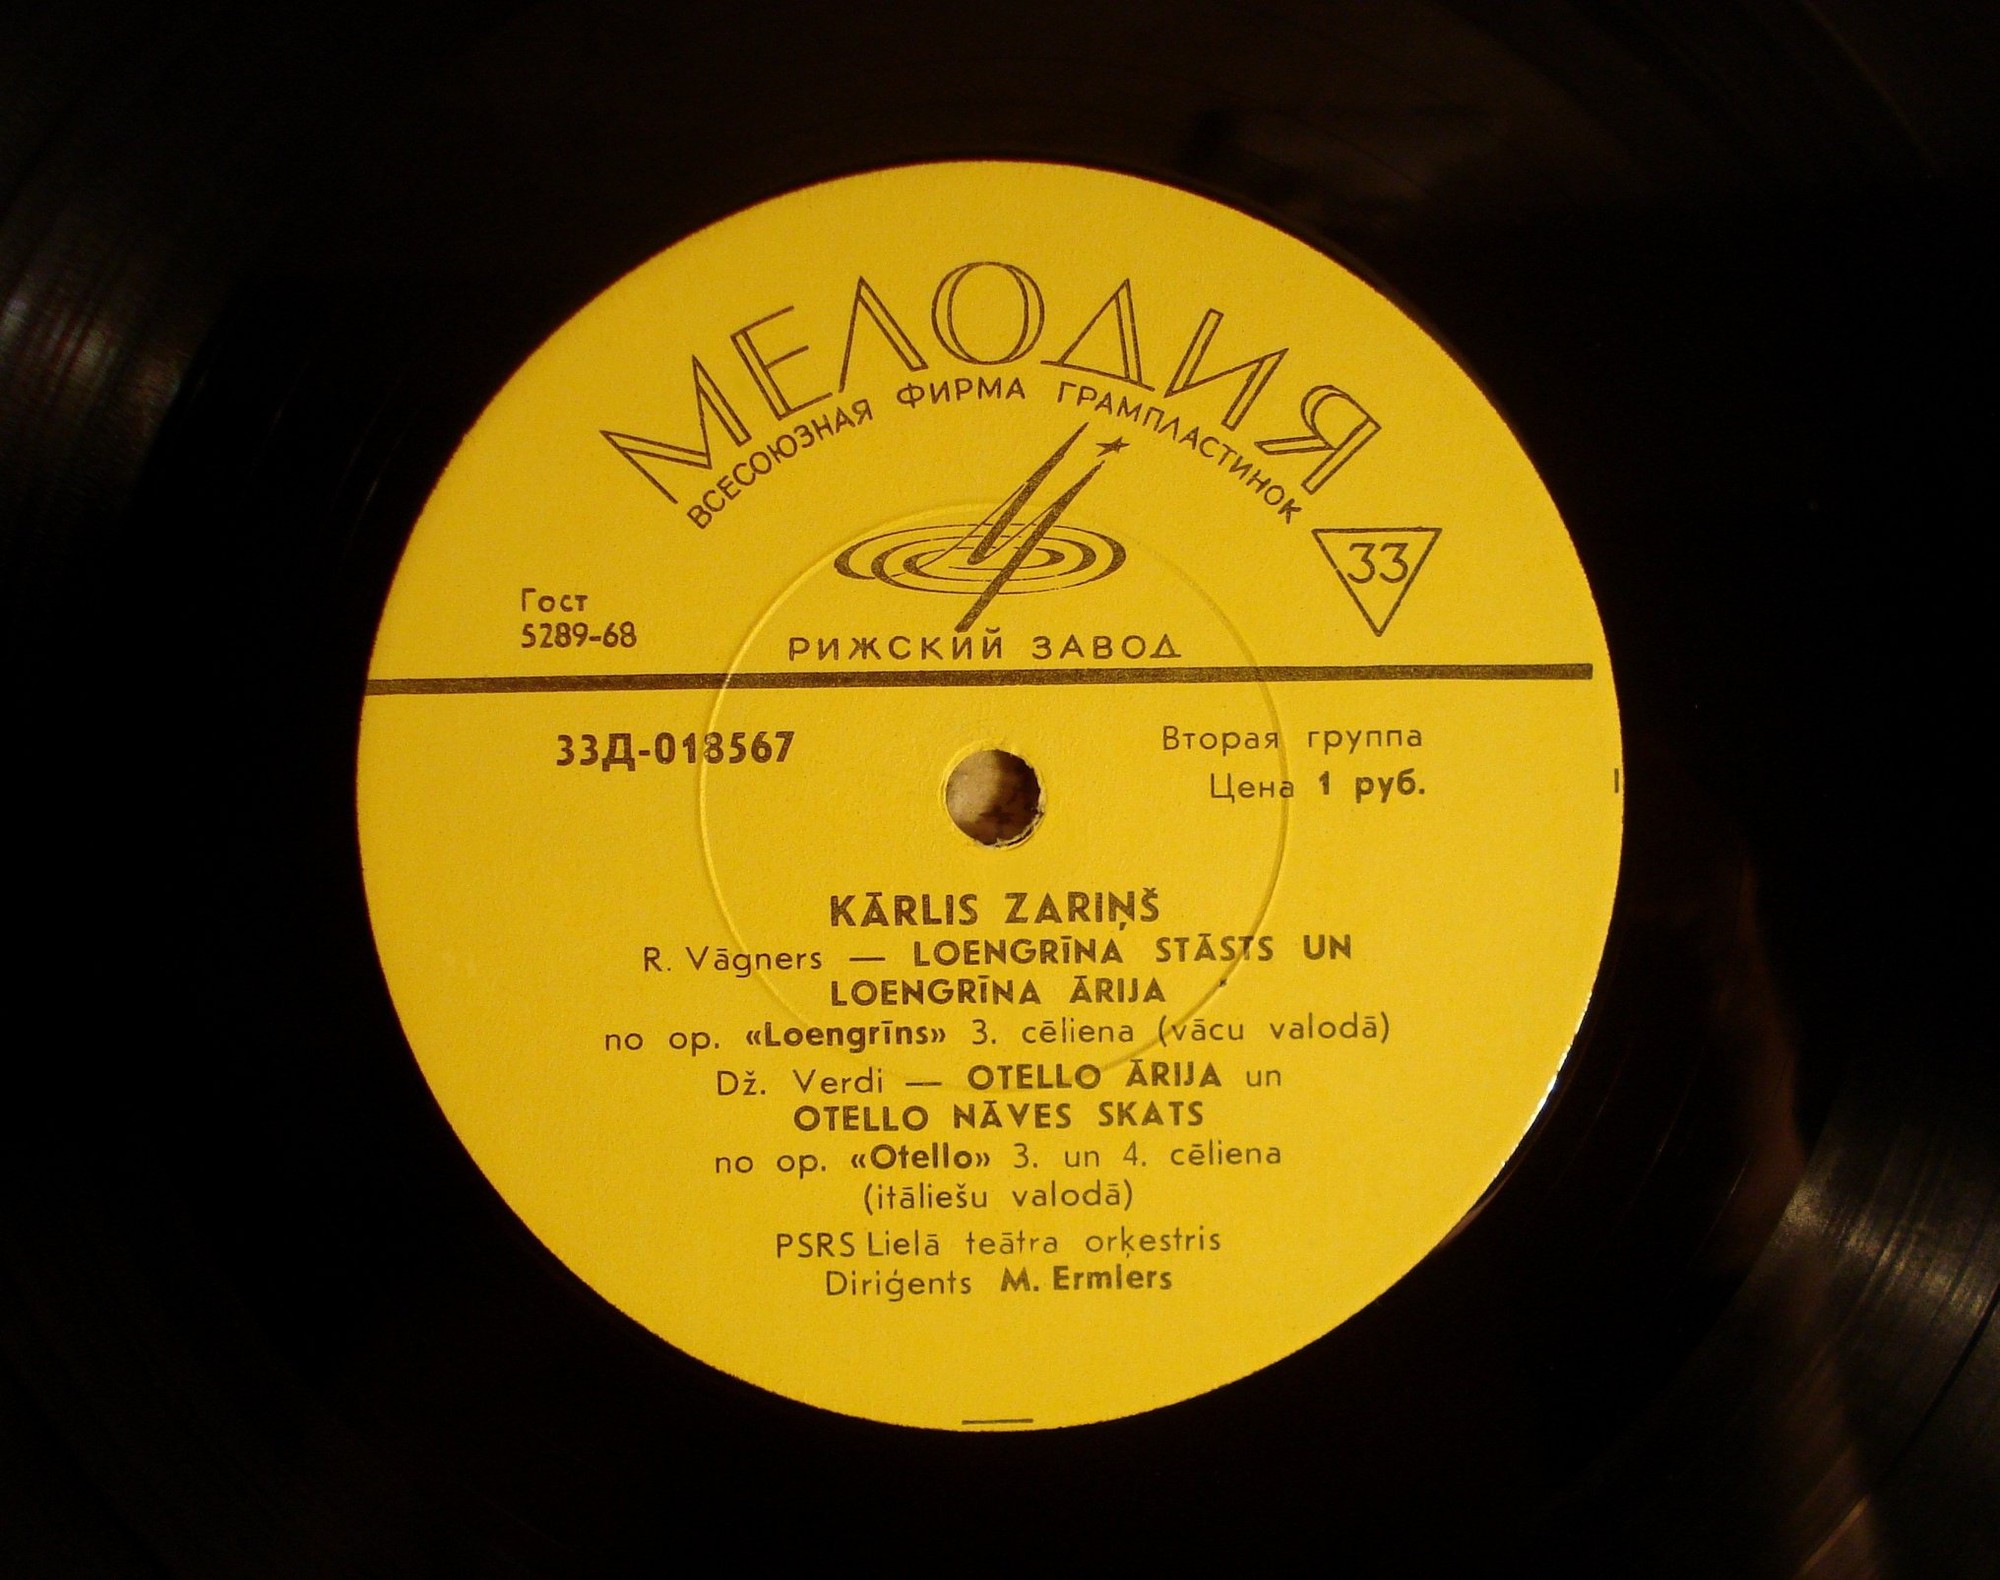 МЕЛОДИЯ
ВСЕСОЮЗНАЯ ФИРМА ГРАМПЛАСТИНОК
33
Гост
5289-68
РИЖСКИЙ ЗАВОД
33Д-018567
Вторая группа
Цена 1 руб.
KĀRLIS ZARIŅŠ
R. Vāgners — LOENGRĪNA STĀSTS UN
LOENGRĪNA ĀRIJA
no op. «Loengrīns» 3. cēliena (vācu valodā)
Dž. Verdi — OTELLO ĀRIJA un
OTELLO NĀVES SKATS
no op. «Otello» 3. un 4. cēliena
(itāliešu valodā)
PSRS Lielā teātra orķestris
Diriģents M. Ermlers